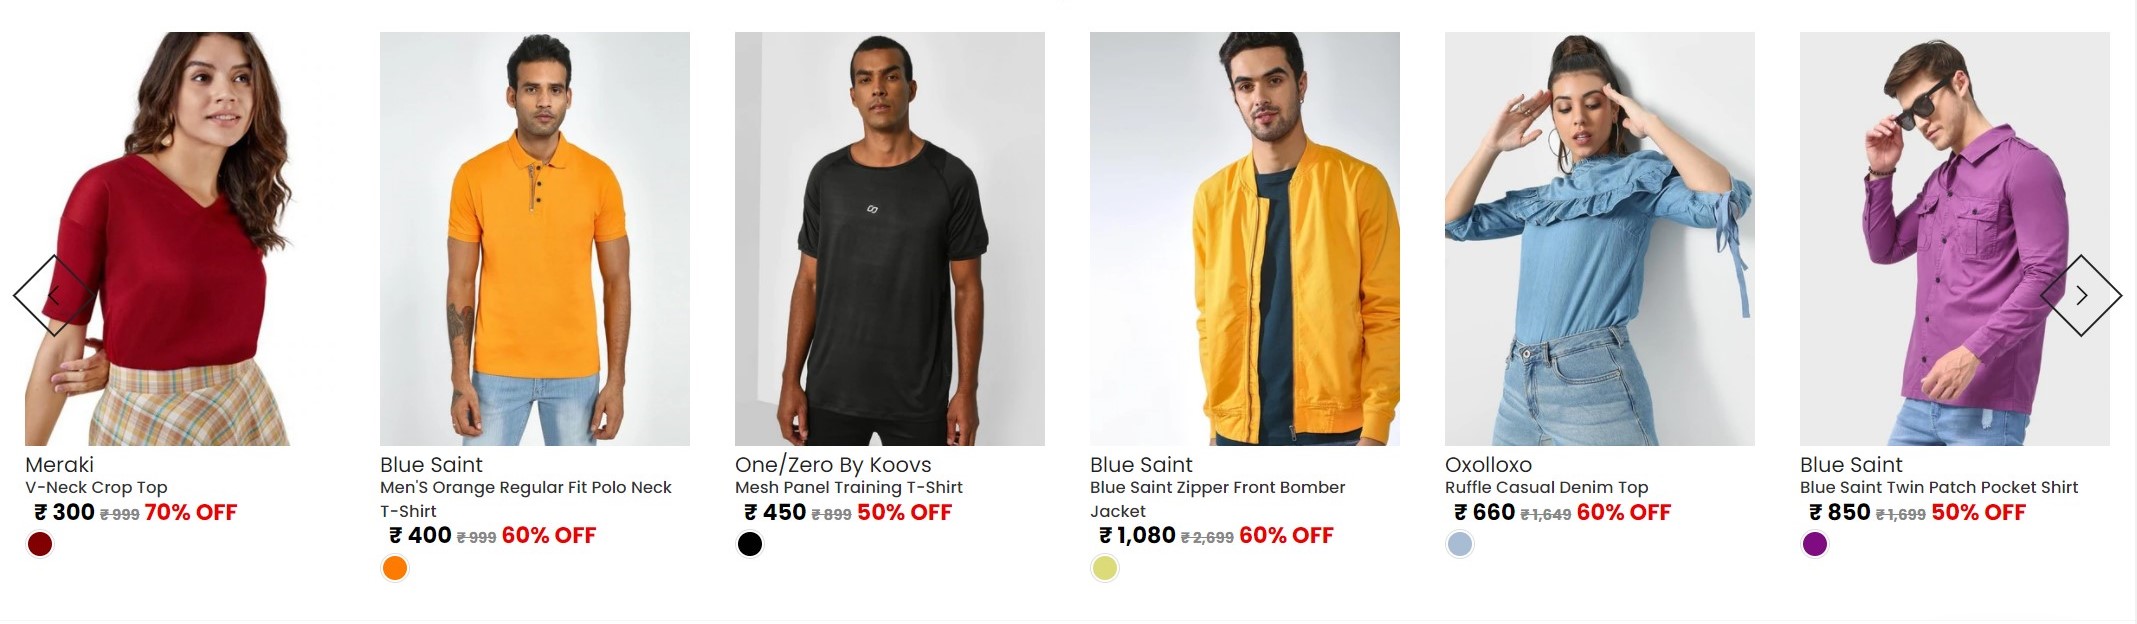 Meraki
V-Neck Crop Top
₹ 300 ₹ 999 70% OFF
Blue Saint
Men'S Orange Regular Fit Polo Neck
T-Shirt
₹ 400 ₹ 999 60% OFF
One/Zero By Koovs
Mesh Panel Training T-Shirt
₹ 450 ₹ 899 50% OFF
Blue Saint
Blue Saint Zipper Front Bomber
Jacket
₹ 1,080 ₹ 2,699 60% OFF
Oxolloxo
Ruffle Casual Denim Top
₹ 660 ₹ 1,649 60% OFF
Blue Saint
Blue Saint Twin Patch Pocket Shirt
₹ 850 ₹ 1,699 50% OFF